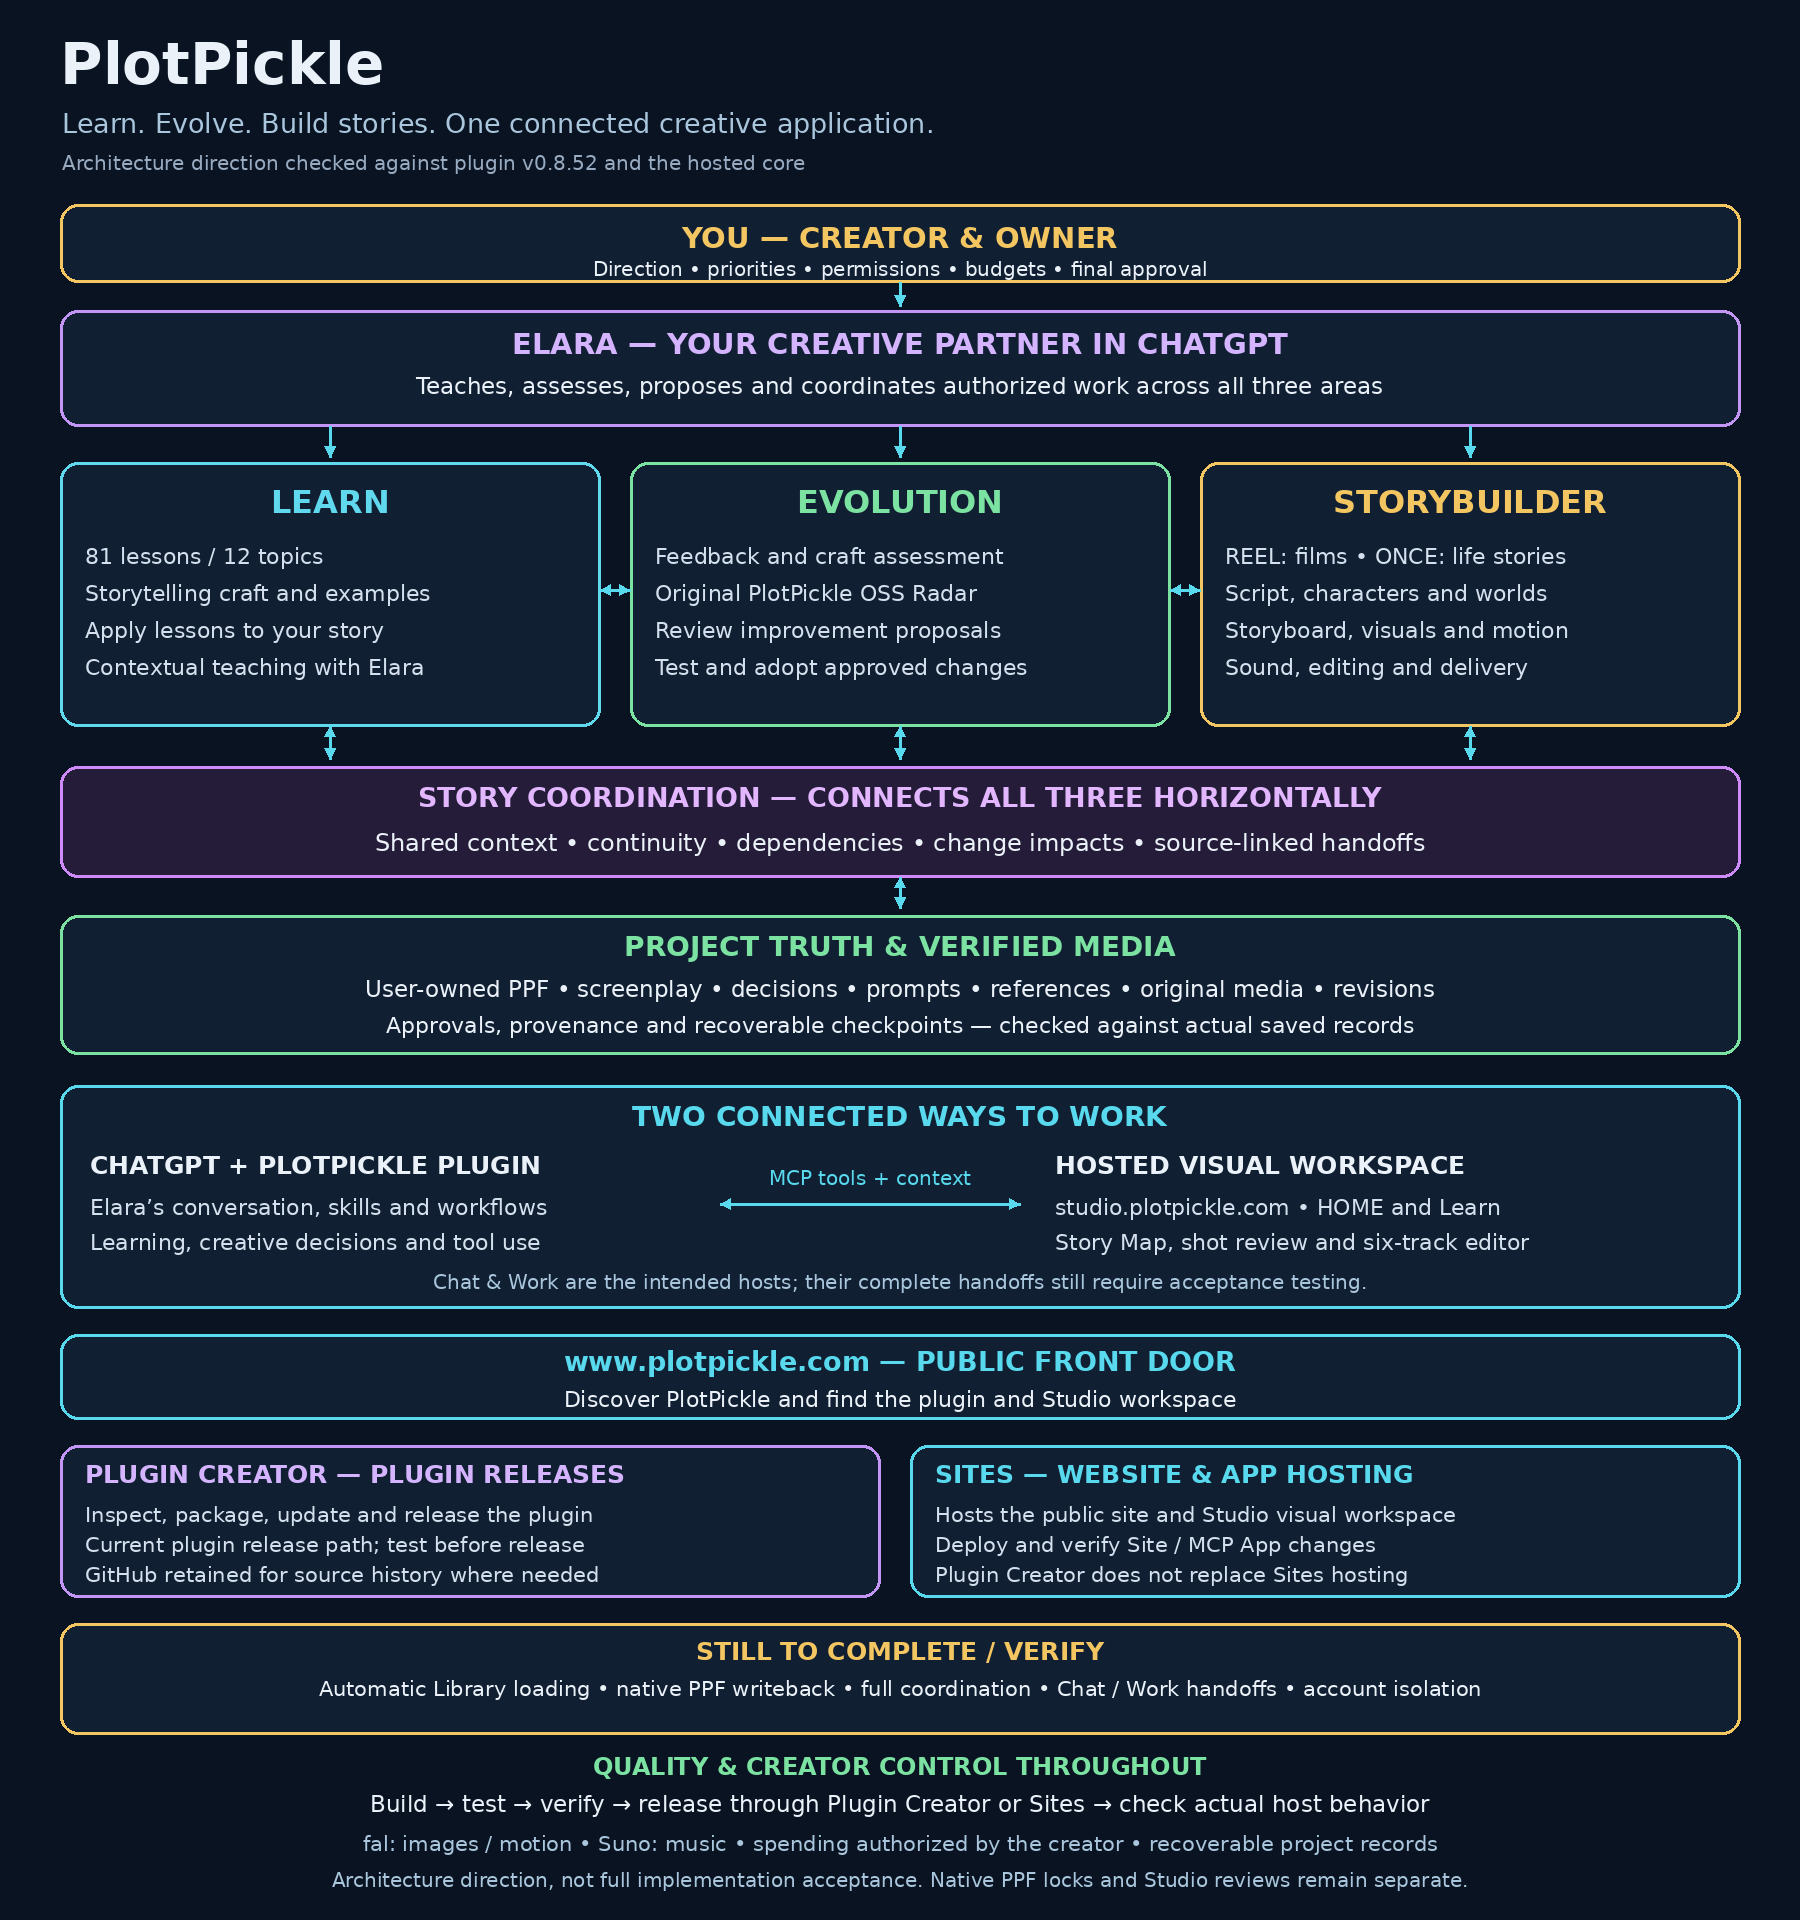 PlotPickle
Learn. Evolve. Build stories. One connected creative application.
Architecture direction checked against plugin v0.8.52 and the hosted core
YOU — CREATOR & OWNER
Direction • priorities • permissions • budgets • final approval
ELARA — YOUR CREATIVE PARTNER IN CHATGPT
Teaches, assesses, proposes and coordinates authorized work across all three areas
LEARN
81 lessons / 12 topics
Storytelling craft and examples
Apply lessons to your story
Contextual teaching with Elara
EVOLUTION
Feedback and craft assessment
Original PlotPickle OSS Radar
Review improvement proposals
Test and adopt approved changes
STORYBUILDER
REEL: films • ONCE: life stories
Script, characters and worlds
Storyboard, visuals and motion
Sound, editing and delivery
STORY COORDINATION — CONNECTS ALL THREE HORIZONTALLY
Shared context • continuity • dependencies • change impacts • source-linked handoffs
PROJECT TRUTH & VERIFIED MEDIA
User-owned PPF • screenplay • decisions • prompts • references • original media • revisions
Approvals, provenance and recoverable checkpoints — checked against actual saved records
TWO CONNECTED WAYS TO WORK
CHATGPT + PLOTPICKLE PLUGIN
Elara’s conversation, skills and workflows
Learning, creative decisions and tool use
MCP tools + context
HOSTED VISUAL WORKSPACE
studio.plotpickle.com • HOME and Learn
Story Map, shot review and six-track editor
Chat & Work are the intended hosts; their complete handoffs still require acceptance testing.
www.plotpickle.com — PUBLIC FRONT DOOR
Discover PlotPickle and find the plugin and Studio workspace
PLUGIN CREATOR — PLUGIN RELEASES
Inspect, package, update and release the plugin
Current plugin release path; test before release
GitHub retained for source history where needed
SITES — WEBSITE & APP HOSTING
Hosts the public site and Studio visual workspace
Deploy and verify Site / MCP App changes
Plugin Creator does not replace Sites hosting
STILL TO COMPLETE / VERIFY
Automatic Library loading • native PPF writeback • full coordination • Chat / Work handoffs • account isolation
QUALITY & CREATOR CONTROL THROUGHOUT
Build → test → verify → release through Plugin Creator or Sites → check actual host behavior
fal: images / motion • Suno: music • spending authorized by the creator • recoverable project records
Architecture direction, not full implementation acceptance. Native PPF locks and Studio reviews remain separate.